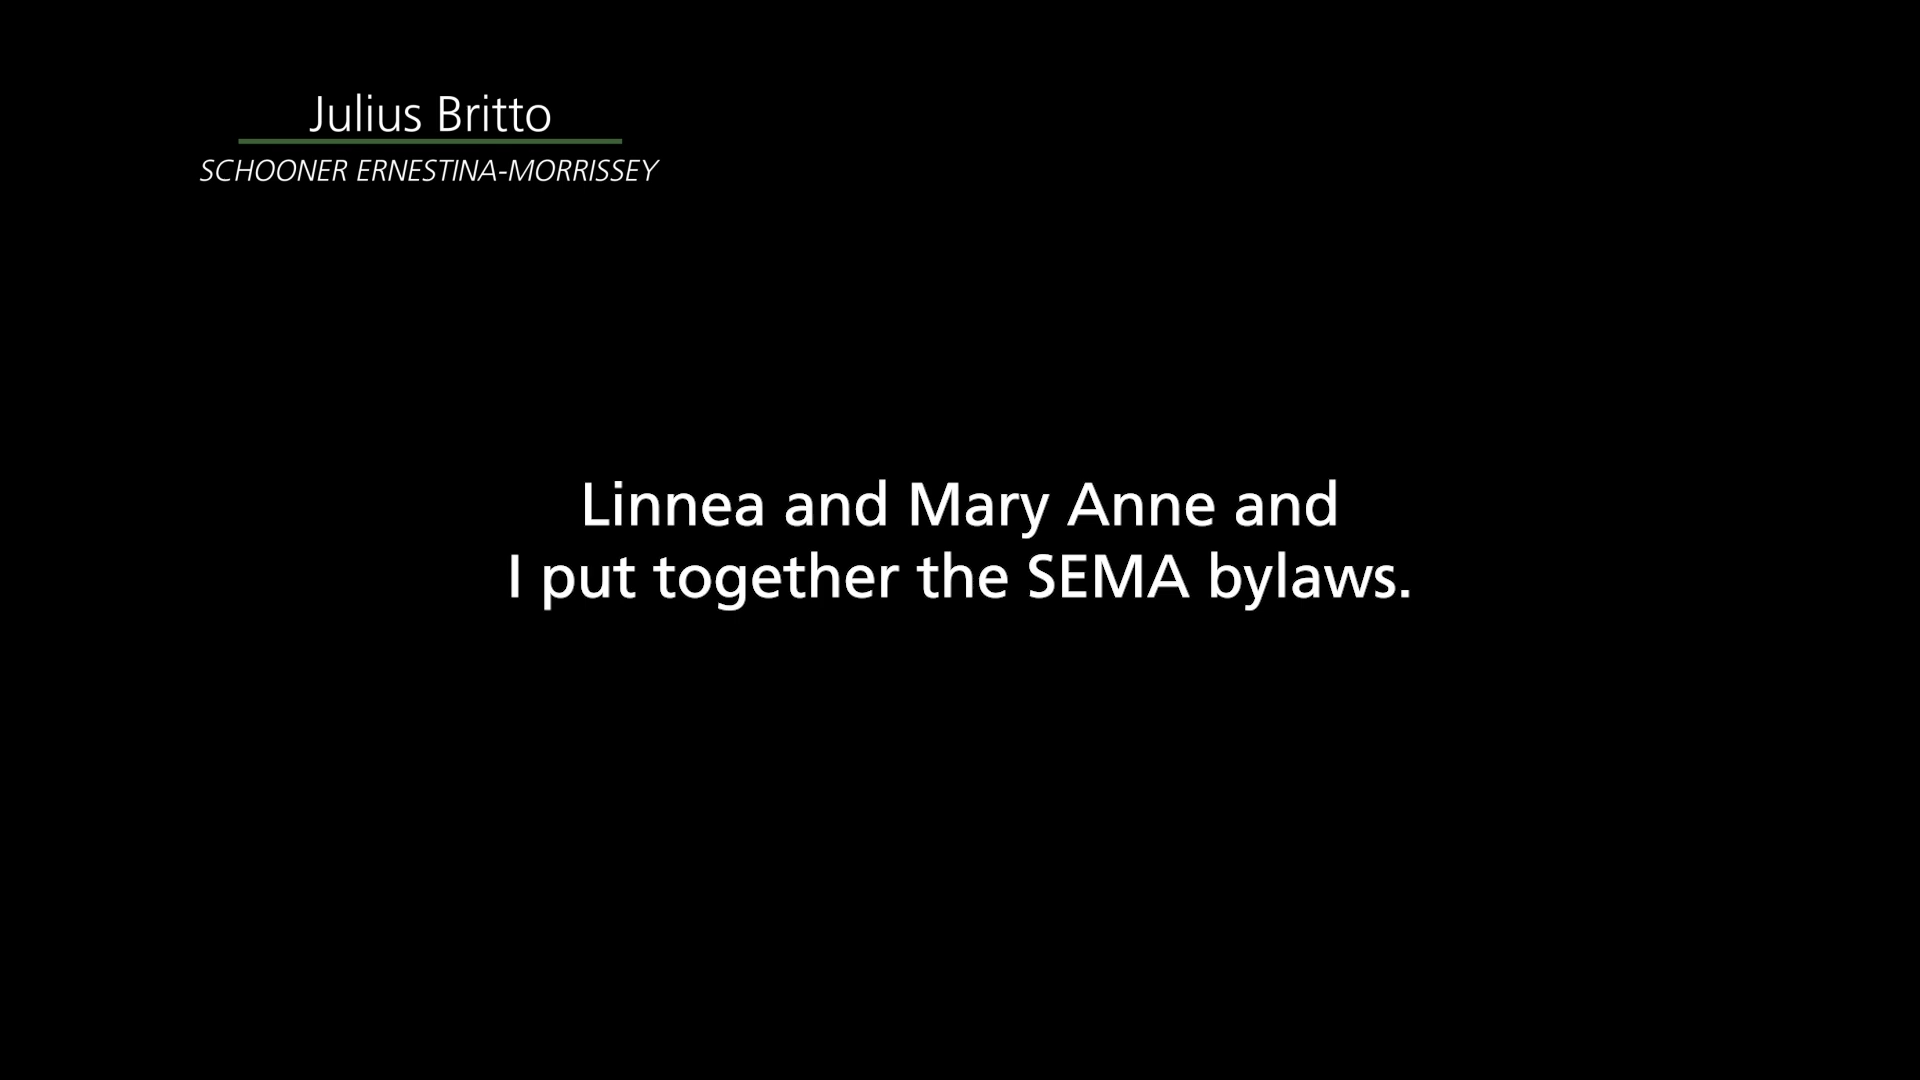 Julius Britto
SCHOONER ERNESTINA-MORRISSEY
Linnea and Mary Anne and
I put together the SEMA bylaws.